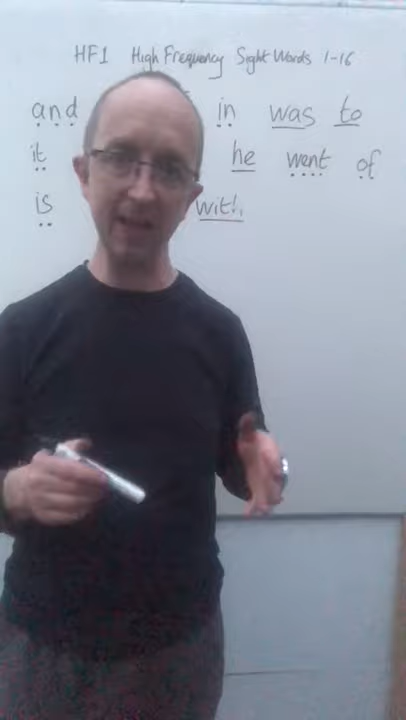 HF1 High Frequency Sight Words 1-16
and in was to
it he went of
is with